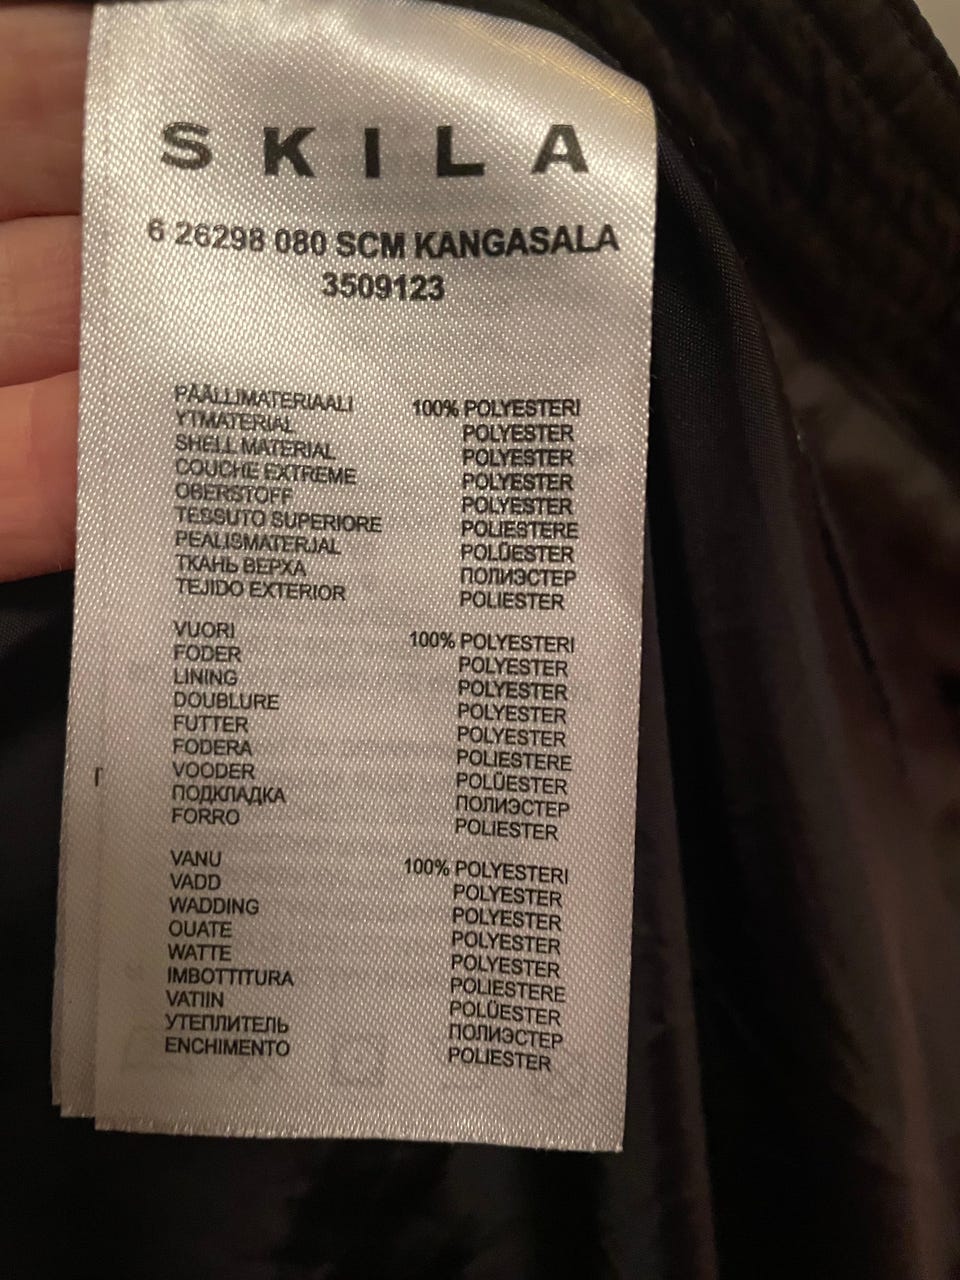 SKILA
6 26298 080 SCM KANGASALA
3509123
PÄÄLLIMATERIAALI 100% POLYESTERI
YTMATERIAL POLYESTER
SHELL MATERIAL POLYESTER
COUCHE EXTREME POLYESTER
OBERSTOFF POLYESTER
TESSUTO SUPERIORE POLIESTERE
PEALISMATERJAL POLÜESTER
ТКАНЬ ВЕРХА ПОЛИЭСТЕР
TEJIDO EXTERIOR POLIESTER
VUORI 100% POLYESTERI
FODER POLYESTER
LINING POLYESTER
DOUBLURE POLYESTER
FUTTER POLYESTER
FODERA POLIESTERE
VOODER POLÜESTER
ПОДКЛАДКА ПОЛИЭСТЕР
FORRO POLIESTER
VANU 100% POLYESTERI
VADD POLYESTER
WADDING POLYESTER
OUATE POLYESTER
WATTE POLYESTER
IMBOTTITURA POLIESTERE
VATIIN POLÜESTER
УТЕПЛИТЕЛЬ ПОЛИЭСТЕР
ENCHIMENTO POLIESTER